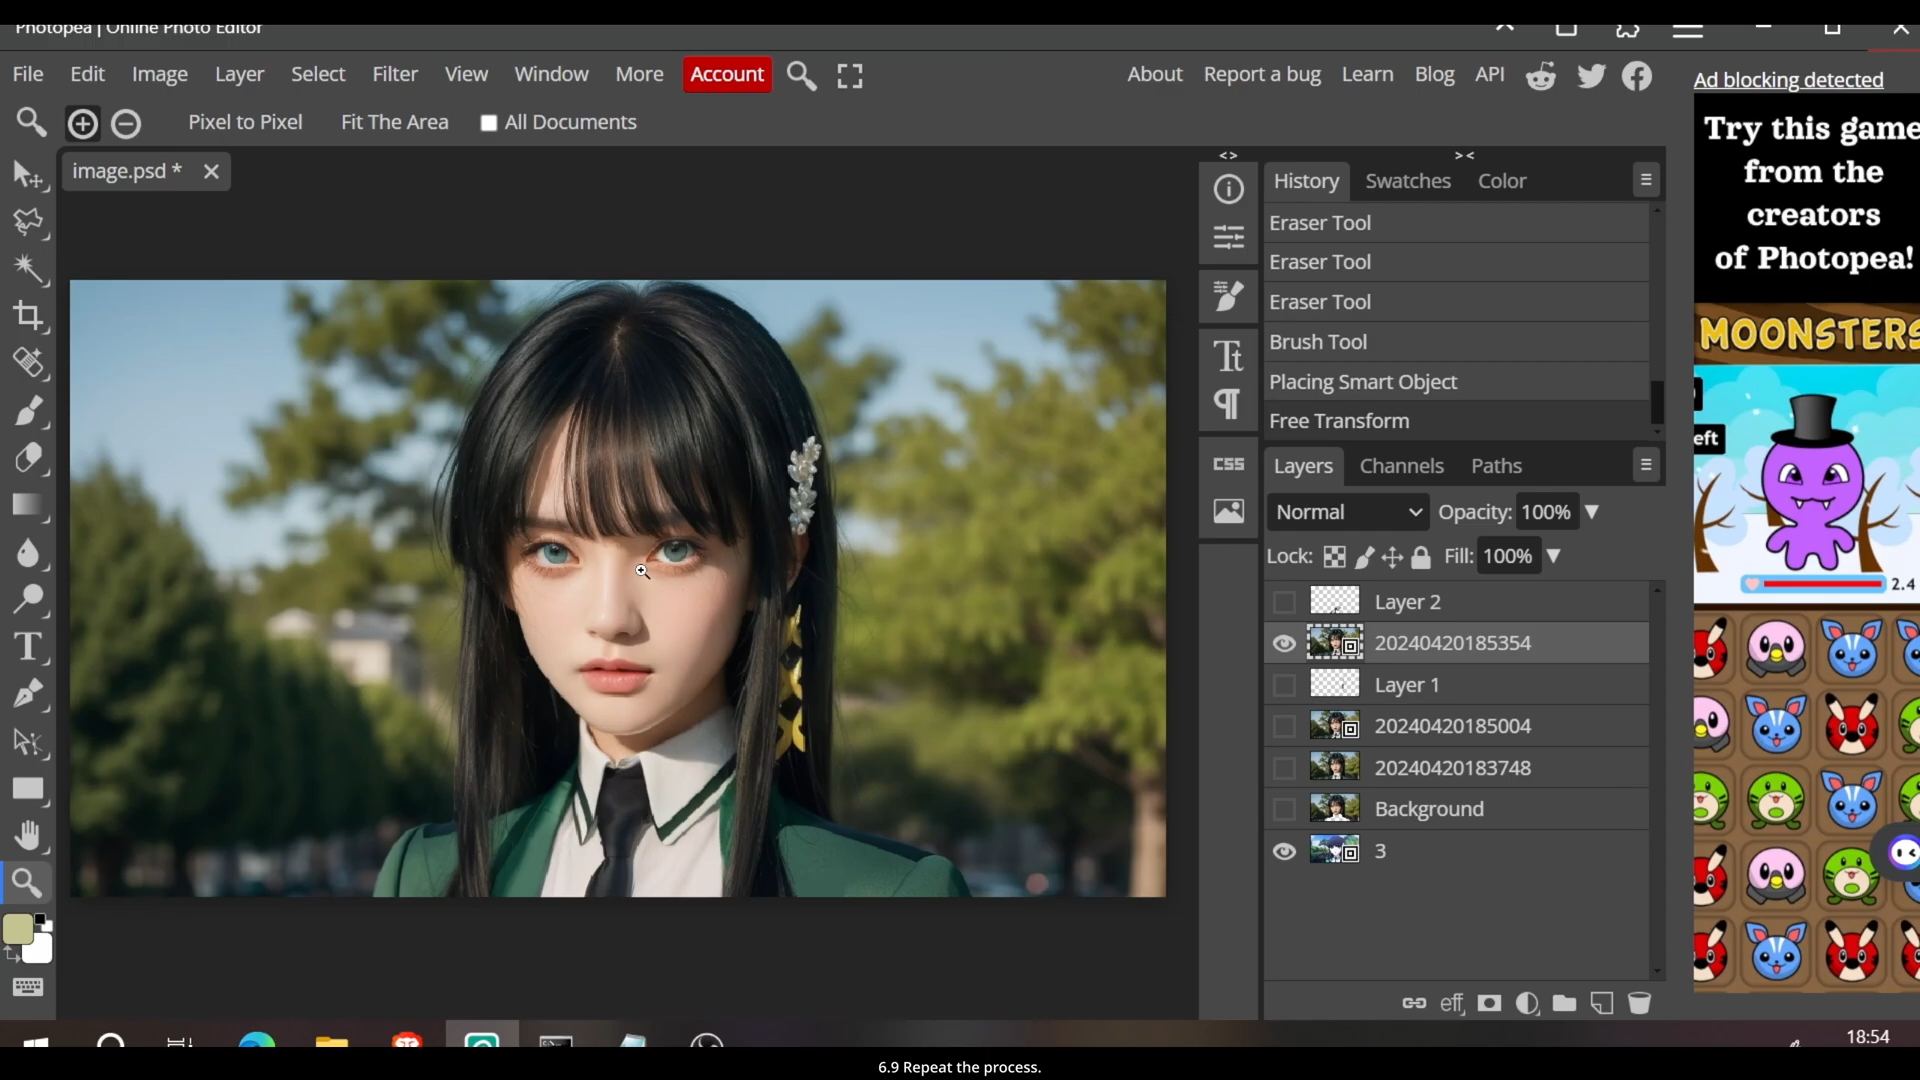 Photopea | Online Photo Editor
File Edit Image Layer Select Filter View Window More Account
About Report a bug Learn Blog API
Ad blocking detected
Pixel to Pixel Fit The Area All Documents
image.psd *
< >
> <
History Swatches Color
Eraser Tool
Eraser Tool
Eraser Tool
Brush Tool
Placing Smart Object
Free Transform
Layers Channels Paths
Normal Opacity: 100%
Lock: Fill: 100%
Layer 2
20240420185354
Layer 1
20240420185004
20240420183748
Background
3
CSS
eff
Try this game
from the
creators
of Photopea!
MOONSTERS
eft
2.4
18:54
6.9 Repeat the process.